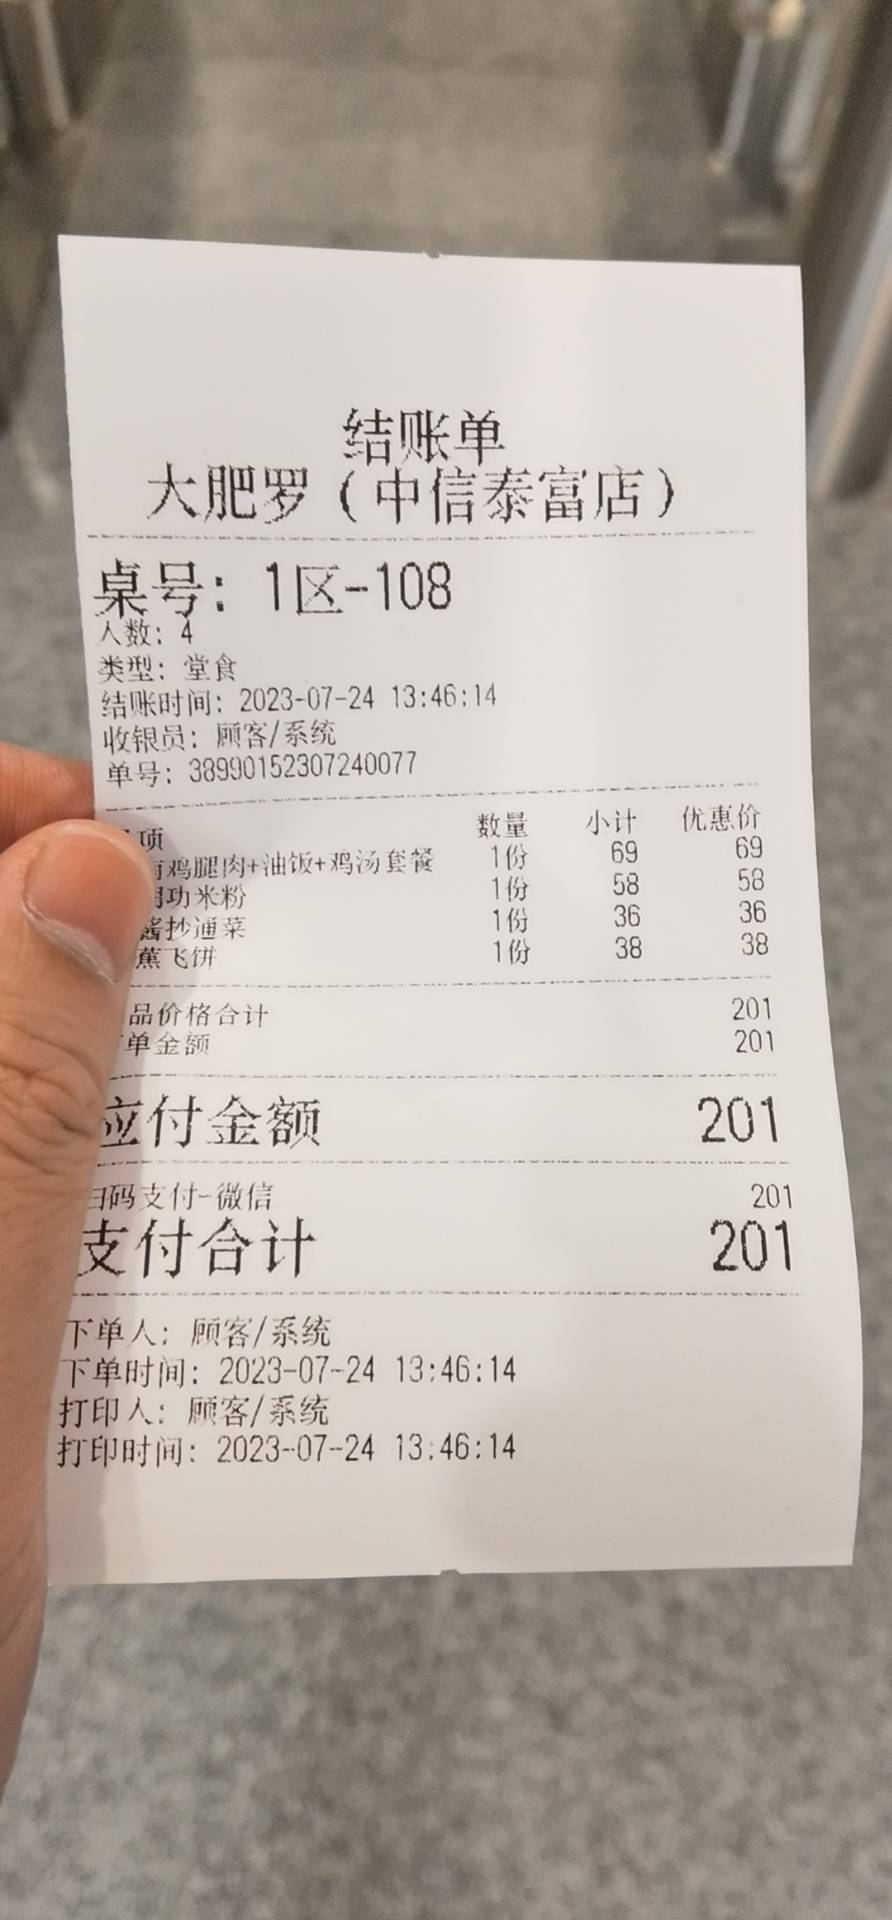 结账单
大肥罗（中信泰富店）
桌号：1区-108
人数：4
类型：堂食
结账时间：2023-07-24 13:46:14
收银员：顾客/系统
单号：38990152307240077
项 数量 小计 优惠价
鸡腿肉+油饭+鸡汤套餐 1份 69 69
功米粉 1份 58 58
酱抄通菜 1份 36 36
蕉飞饼 1份 38 38
品价格合计 201
单金额 201
应付金额 201
扫码支付-微信 201
支付合计 201
下单人：顾客/系统
下单时间：2023-07-24 13:46:14
打印人：顾客/系统
打印时间：2023-07-24 13:46:14